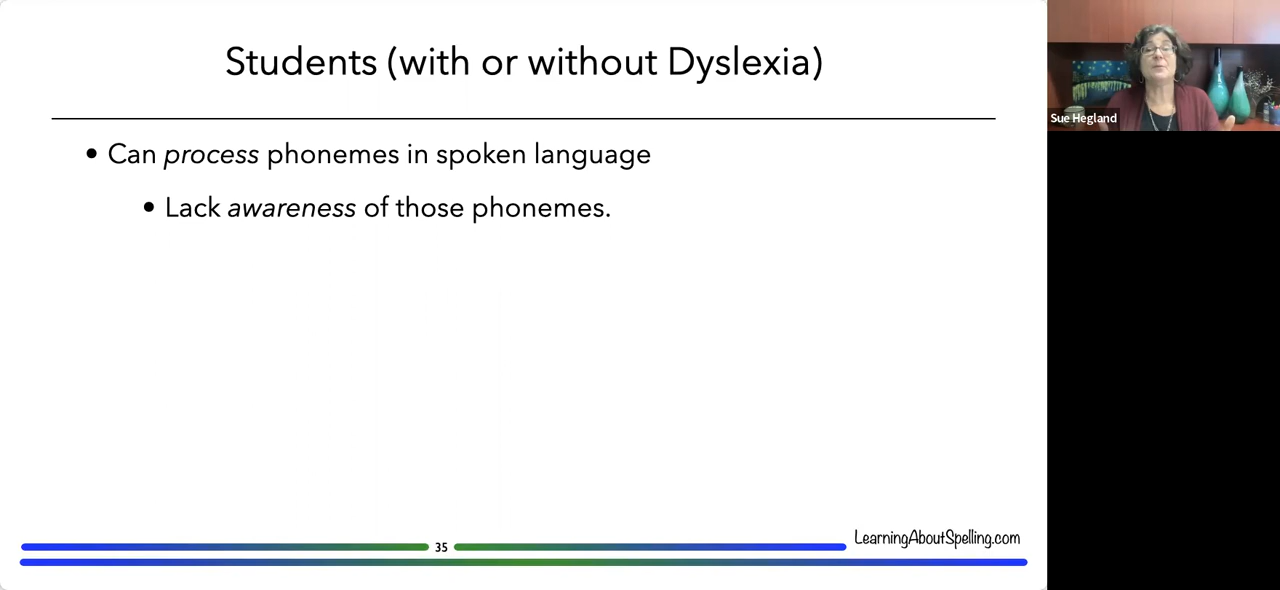 Students (with or without Dyslexia)
• Can process phonemes in spoken language
• Lack awareness of those phonemes.
Sue Hegland
35
LearningAboutSpelling.com